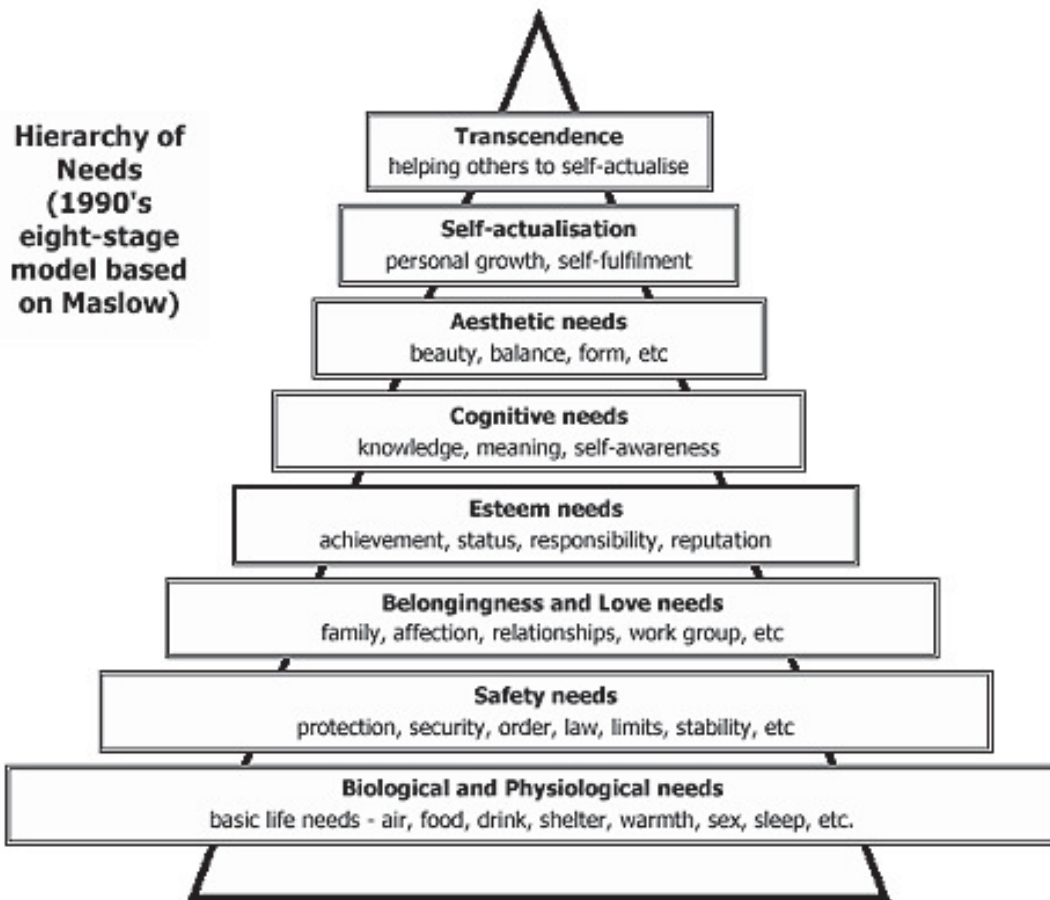 Hierarchy of
Needs
(1990's
eight-stage
model based
on Maslow)
Transcendence
helping others to self-actualise
Self-actualisation
personal growth, self-fulfilment
Aesthetic needs
beauty, balance, form, etc
Cognitive needs
knowledge, meaning, self-awareness
Esteem needs
achievement, status, responsibility, reputation
Belongingness and Love needs
family, affection, relationships, work group, etc
Safety needs
protection, security, order, law, limits, stability, etc
Biological and Physiological needs
basic life needs - air, food, drink, shelter, warmth, sex, sleep, etc.